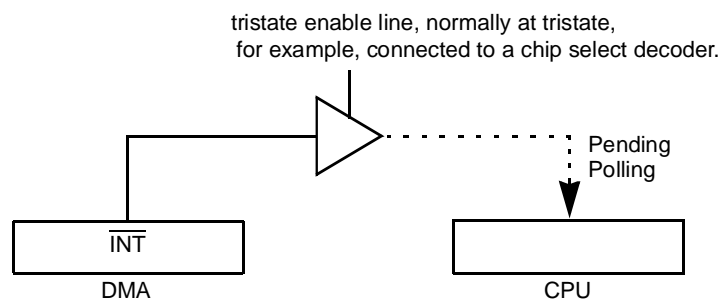 tristate enable line, normally at tristate,
for example, connected to a chip select decoder.
Pending
Polling
INT
DMA
CPU